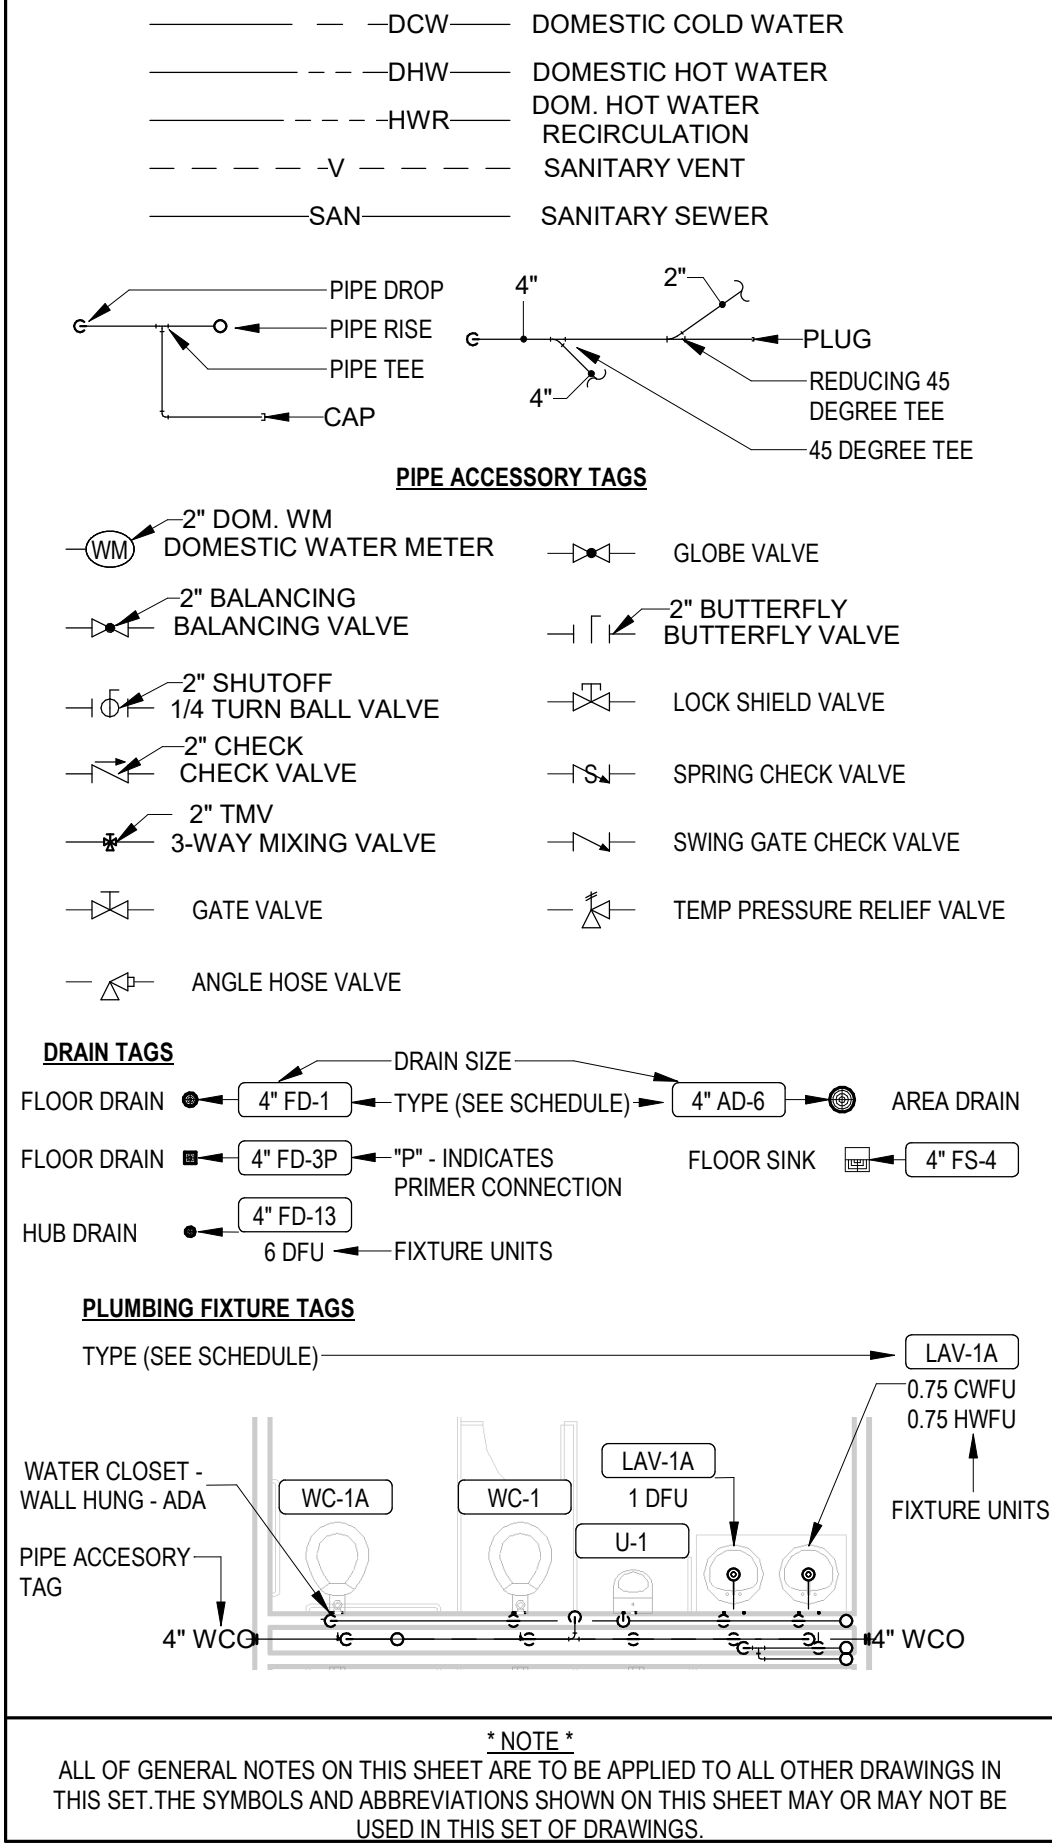 DCW DOMESTIC COLD WATER
DHW DOMESTIC HOT WATER
HWR DOM. HOT WATER
RECIRCULATION
V SANITARY VENT
SAN SANITARY SEWER
PIPE DROP
PIPE RISE
PIPE TEE
CAP
4"
2"
4"
PLUG
REDUCING 45
DEGREE TEE
45 DEGREE TEE
PIPE ACCESSORY TAGS
WM
2" DOM. WM
DOMESTIC WATER METER
GLOBE VALVE
2" BALANCING
BALANCING VALVE
2" BUTTERFLY
BUTTERFLY VALVE
2" SHUTOFF
1/4 TURN BALL VALVE
LOCK SHIELD VALVE
2" CHECK
CHECK VALVE
S
SPRING CHECK VALVE
2" TMV
3-WAY MIXING VALVE
SWING GATE CHECK VALVE
GATE VALVE
TEMP PRESSURE RELIEF VALVE
ANGLE HOSE VALVE
DRAIN TAGS
DRAIN SIZE
FLOOR DRAIN 4" FD-1 TYPE (SEE SCHEDULE) 4" AD-6 AREA DRAIN
FLOOR DRAIN 4" FD-3P "P" - INDICATES
PRIMER CONNECTION
FLOOR SINK 4" FS-4
HUB DRAIN 4" FD-13
6 DFU FIXTURE UNITS
PLUMBING FIXTURE TAGS
TYPE (SEE SCHEDULE) LAV-1A
0.75 CWFU
0.75 HWFU
FIXTURE UNITS
WATER CLOSET -
WALL HUNG - ADA
WC-1A
WC-1
LAV-1A
1 DFU
U-1
PIPE ACCESORY
TAG
4" WCO
4" WCO
* NOTE *
ALL OF GENERAL NOTES ON THIS SHEET ARE TO BE APPLIED TO ALL OTHER DRAWINGS IN
THIS SET.THE SYMBOLS AND ABBREVIATIONS SHOWN ON THIS SHEET MAY OR MAY NOT BE
USED IN THIS SET OF DRAWINGS.